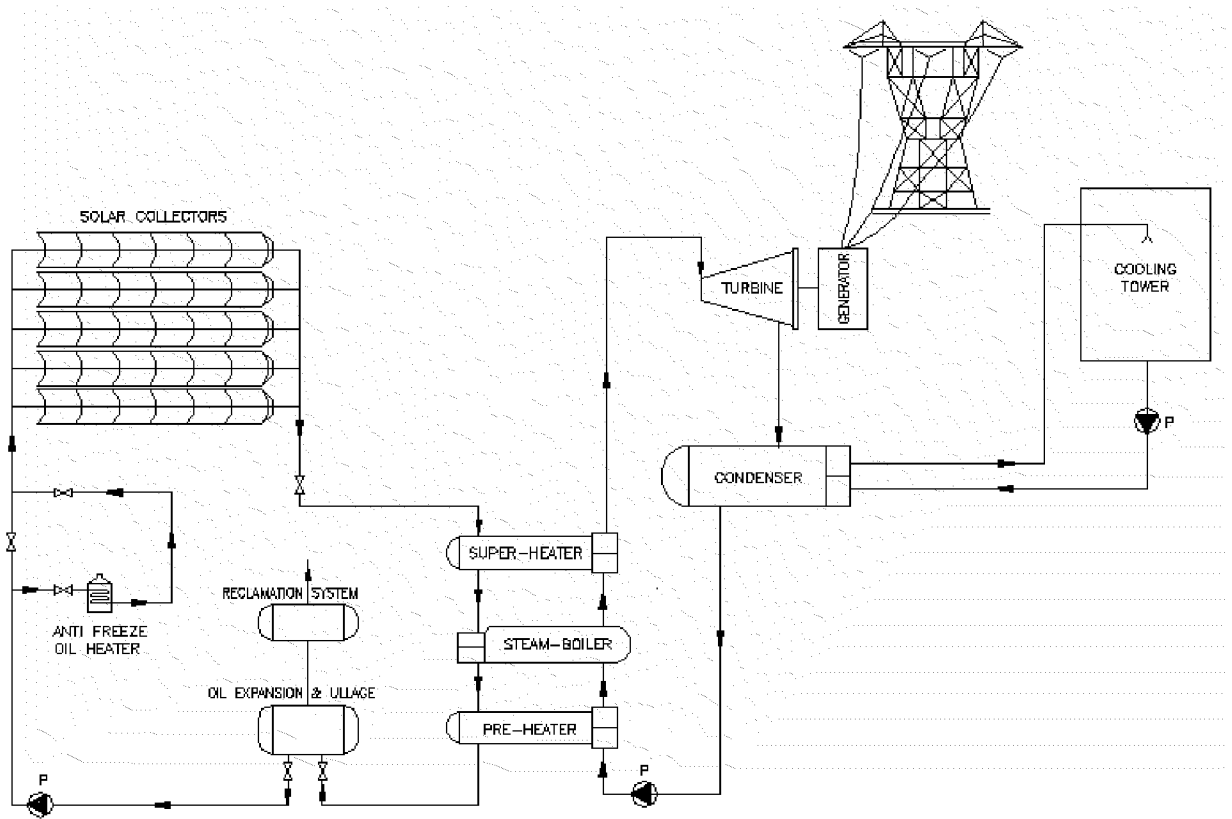 SOLAR COLLECTORS
TURBINE
GENERATOR
COOLING
TOWER
P
CONDENSER
SUPER-HEATER
RECLAMATION SYSTEM
ANTI FREEZE
OIL HEATER
STEAM-BOILER
OIL EXPANSION & ULLAGE
PRE-HEATER
P
P